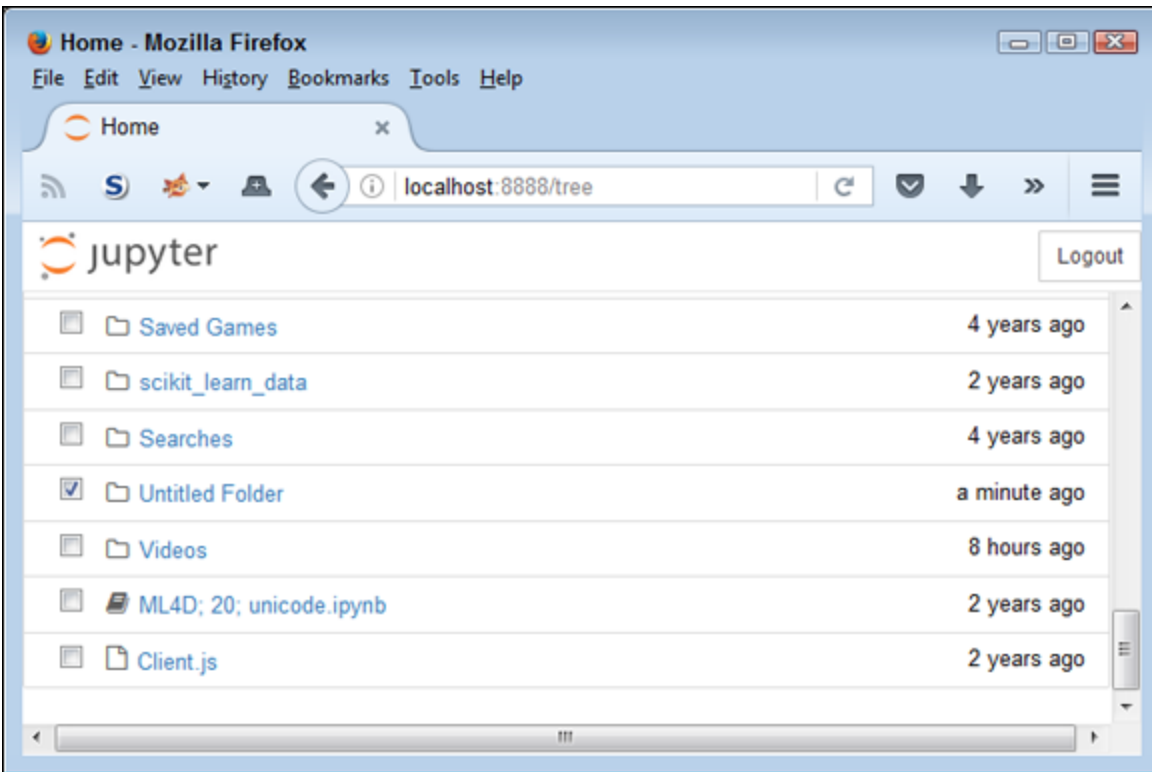 Home - Mozilla Firefox
File Edit View History Bookmarks Tools Help
Home
S localhost:8888/tree
jupyter Logout
Saved Games 4 years ago
scikit_learn_data 2 years ago
Searches 4 years ago
Untitled Folder a minute ago
Videos 8 hours ago
ML4D; 20; unicode.ipynb 2 years ago
Client.js 2 years ago